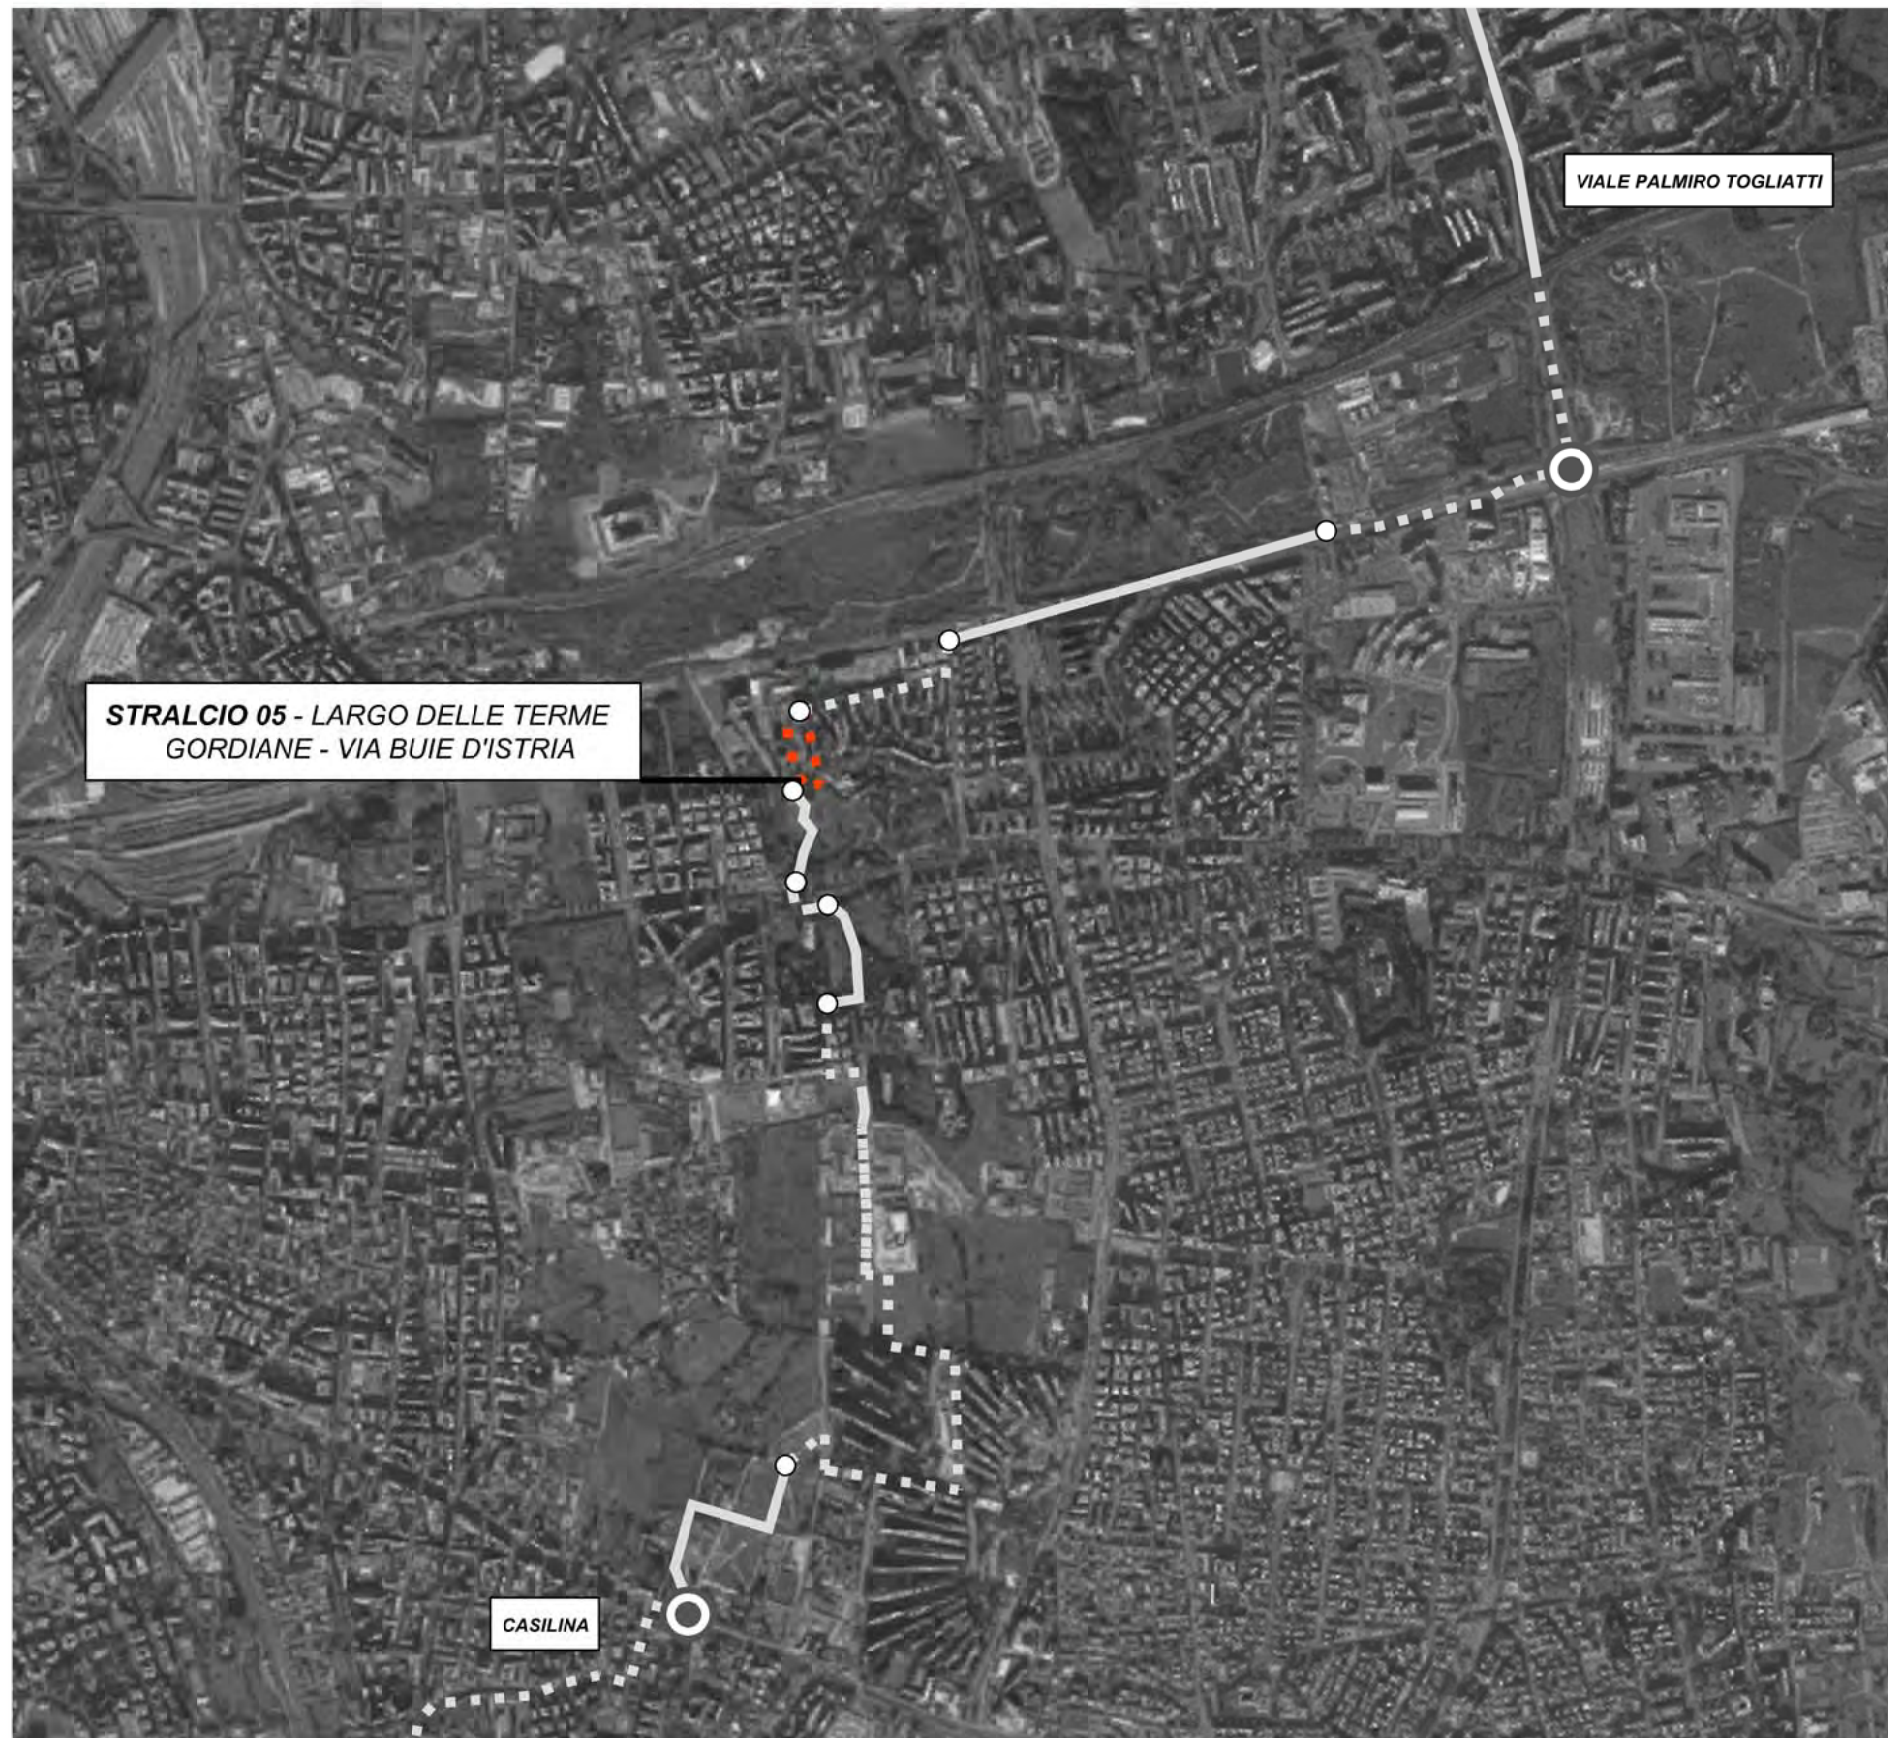 VIALE PALMIRO TOGLIATTI
STRALCIO 05 - LARGO DELLE TERME
GORDIANE - VIA BUIE D'ISTRIA
CASILINA